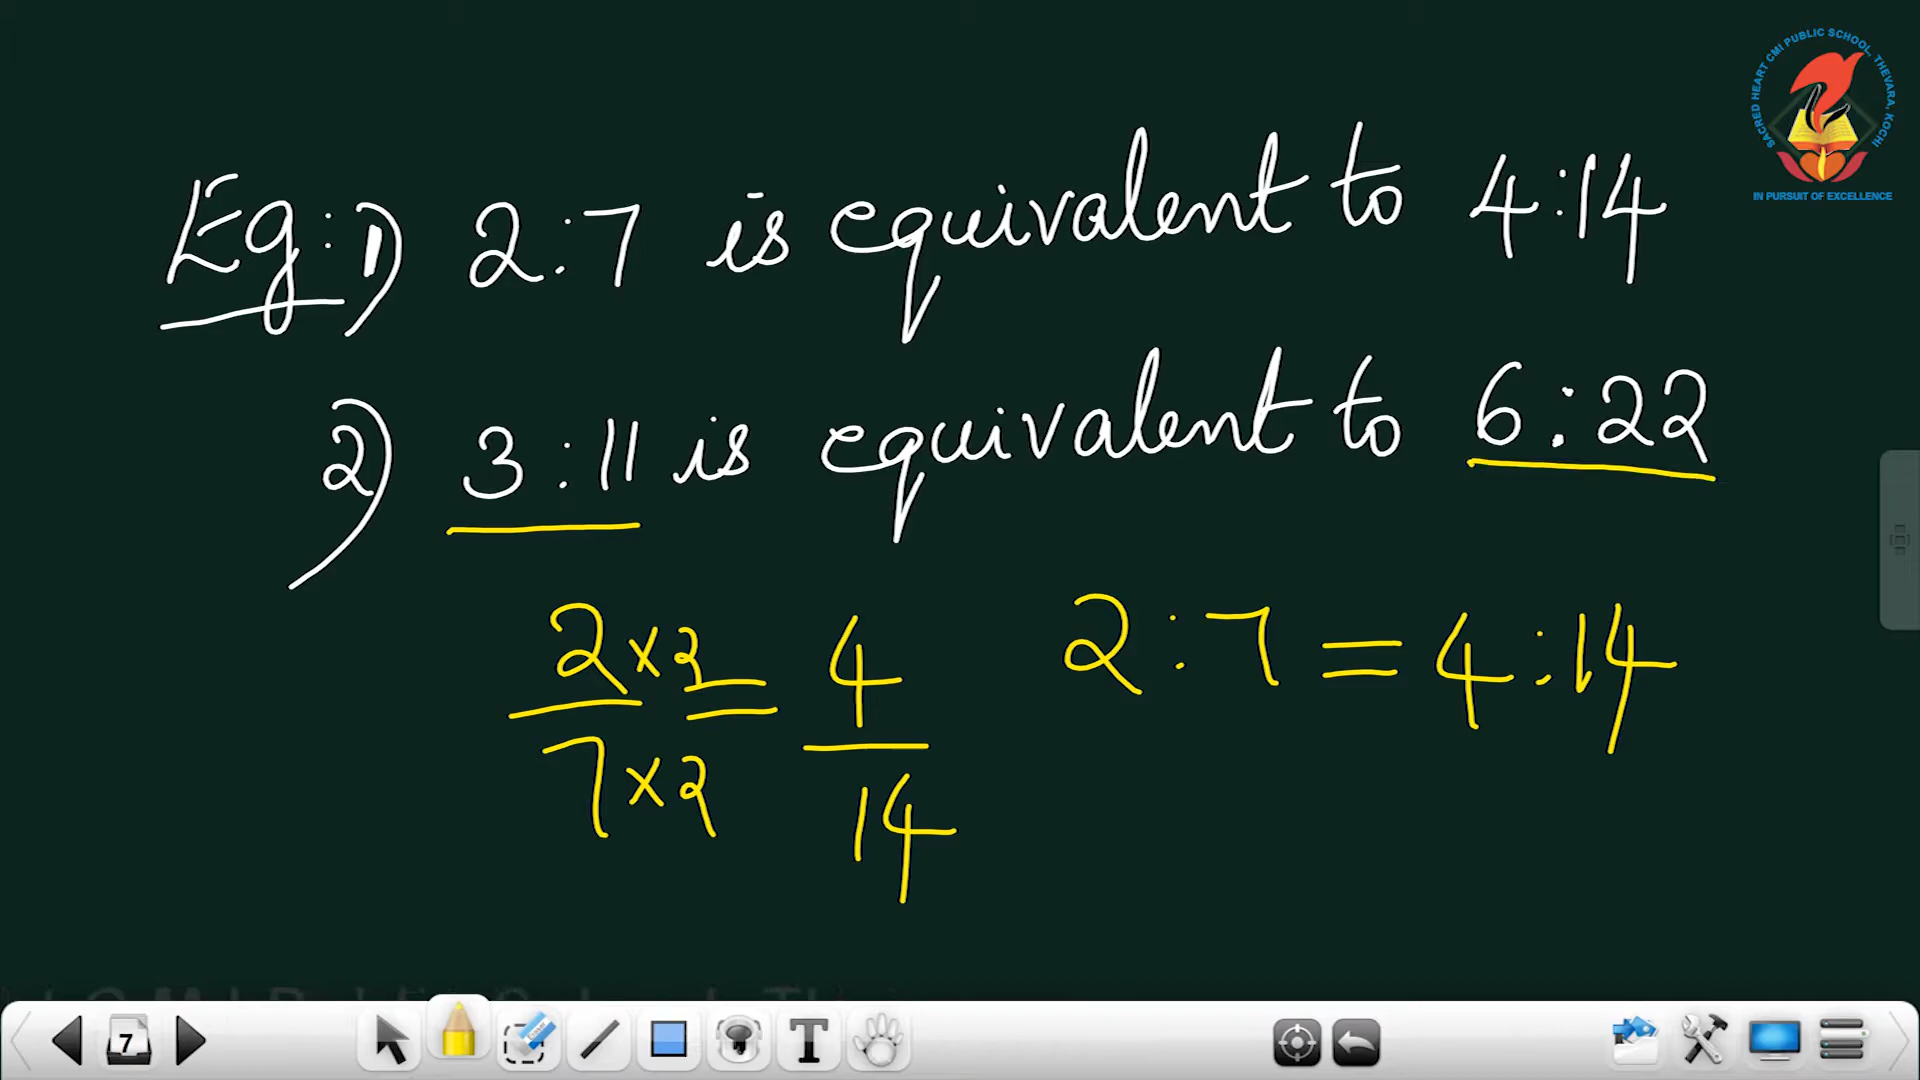 SACRED HEART CMI PUBLIC SCHOOL, THEVARA, KOCHI
IN PURSUIT OF EXCELLENCE
Eg: 1) 2:7 is equivalent to 4:14
2) 3:11 is equivalent to 6:22
2×2 = 4 2:7 = 4:14
7×2 14
7
T